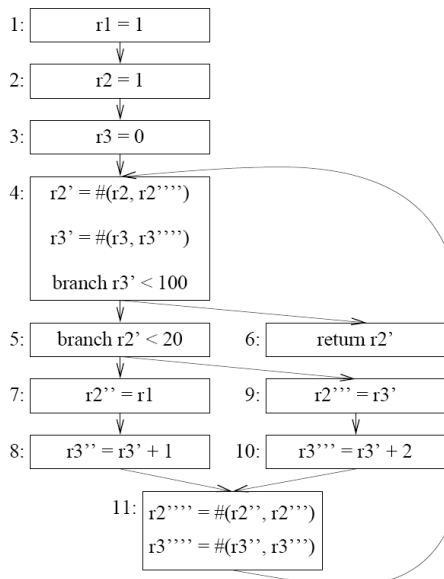 1: r1 = 1
2: r2 = 1
3: r3 = 0
4: r2’ = #(r2, r2’’’’)
r3’ = #(r3, r3’’’’)
branch r3’ < 100
5: branch r2’ < 20
6: return r2’
7: r2’’ = r1
9: r2’’’ = r3’
8: r3’’ = r3’ + 1
10: r3’’’ = r3’ + 2
11: r2’’’’ = #(r2’’, r2’’’)
r3’’’’ = #(r3’’, r3’’’)